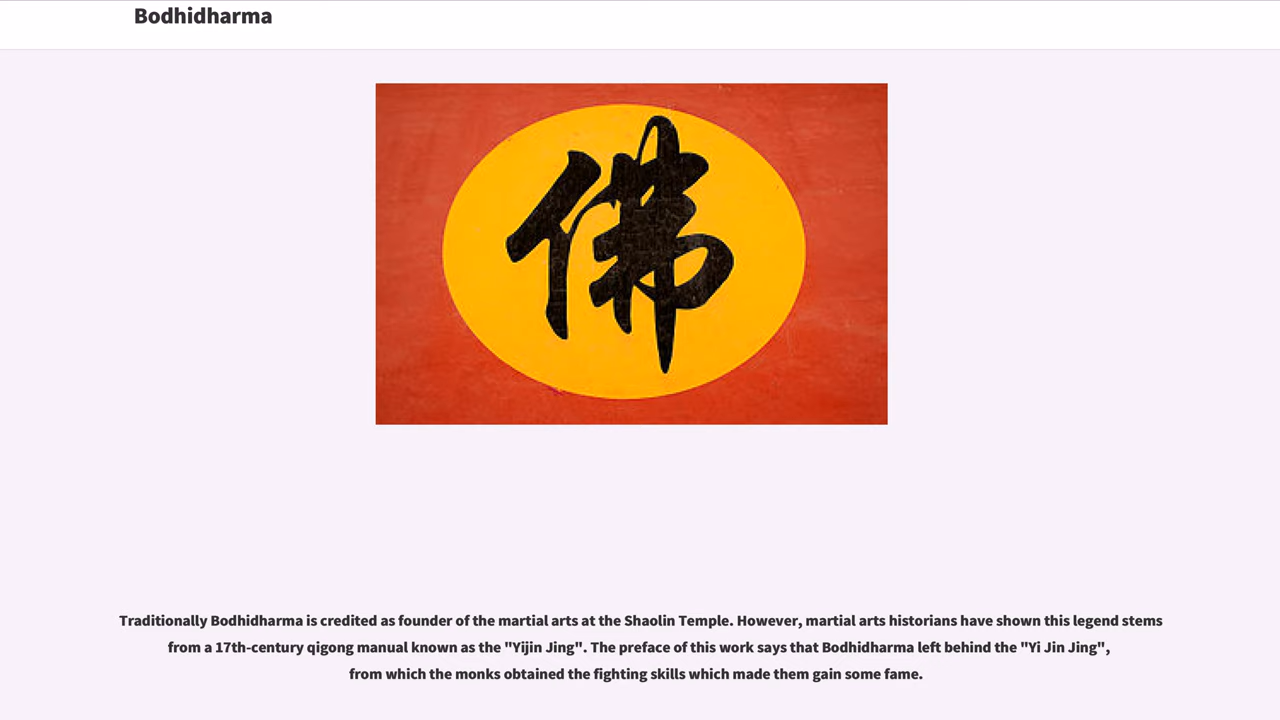 Bodhidharma
佛
Traditionally Bodhidharma is credited as founder of the martial arts at the Shaolin Temple. However, martial arts historians have shown this legend stems
from a 17th-century qigong manual known as the "Yijin Jing". The preface of this work says that Bodhidharma left behind the "Yi Jin Jing",
from which the monks obtained the fighting skills which made them gain some fame.